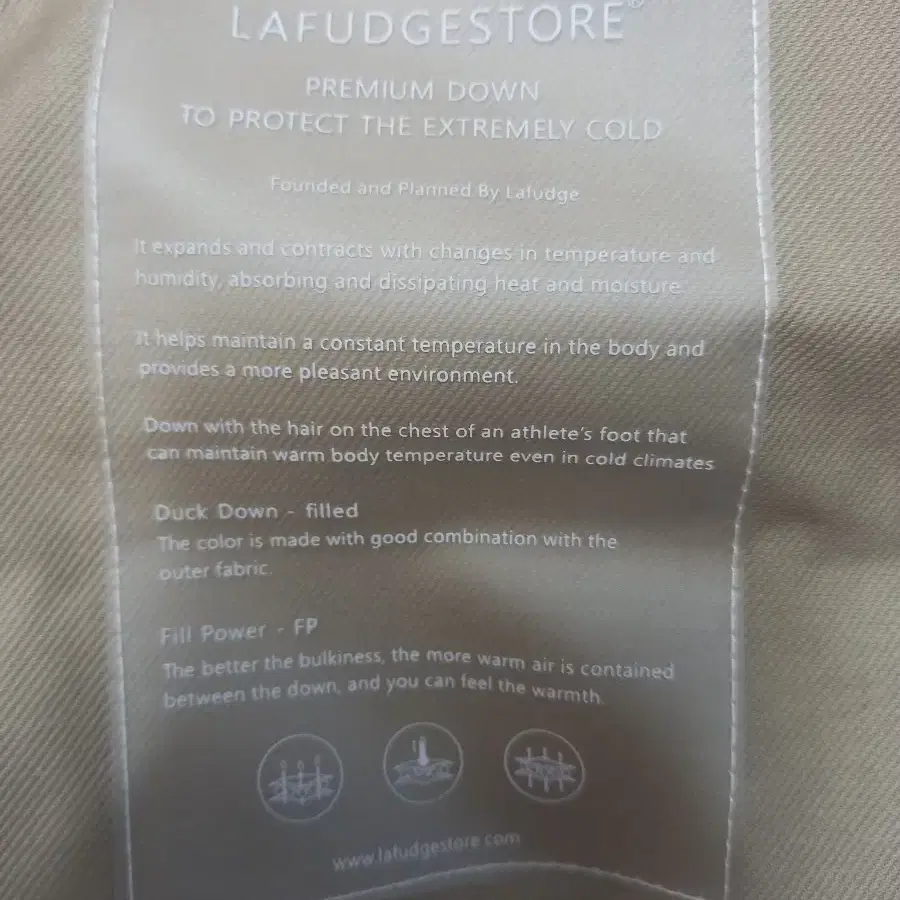 LAFUDGESTORE®
PREMIUM DOWN
TO PROTECT THE EXTREMELY COLD
Founded and Planned By Lafudge
It expands and contracts with changes in temperature and
humidity, absorbing and dissipating heat and moisture.
It helps maintain a constant temperature in the body and
provides a more pleasant environment.
Down with the hair on the chest of an athlete's foot that
can maintain warm body temperature even in cold climates
Duck Down - filled
The color is made with good combination with the
outer fabric.
Fill Power - FP
The better the bulkiness, the more warm air is contained
between the down, and you can feel the warmth.
www.lafudgestore.com